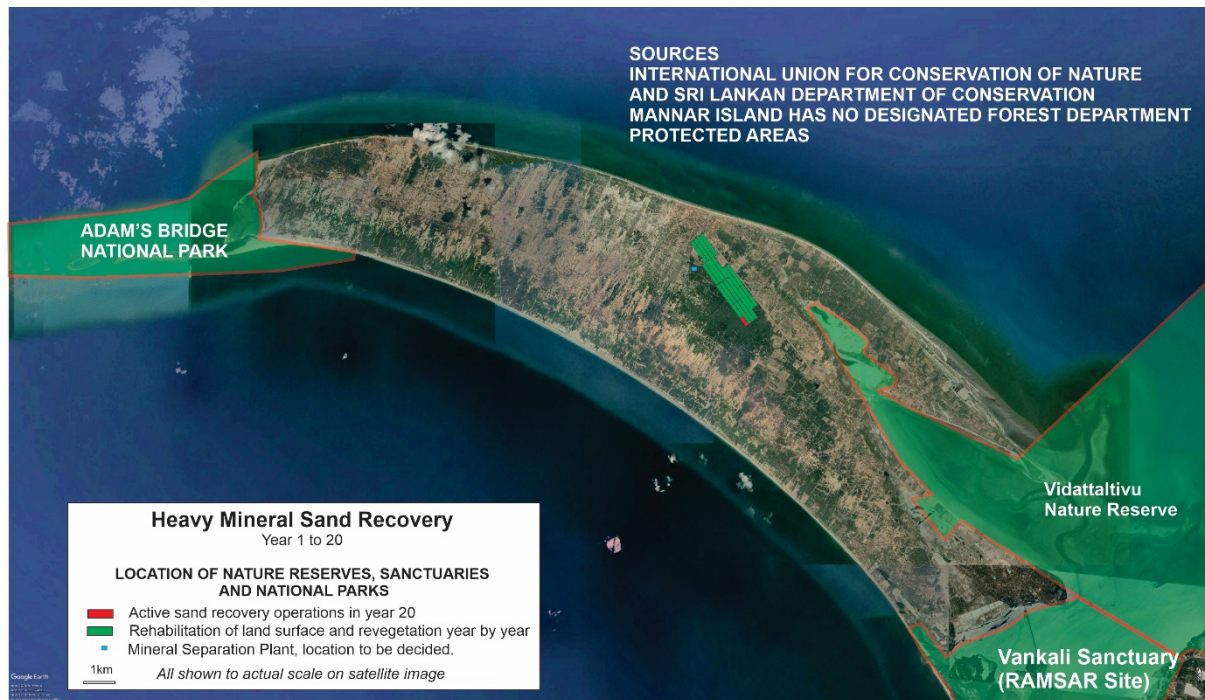 SOURCES
INTERNATIONAL UNION FOR CONSERVATION OF NATURE
AND SRI LANKAN DEPARTMENT OF CONSERVATION
MANNAR ISLAND HAS NO DESIGNATED FOREST DEPARTMENT
PROTECTED AREAS
ADAM'S BRIDGE
NATIONAL PARK
Vidattaltivu
Nature Reserve
Vankali Sanctuary
(RAMSAR Site)
Heavy Mineral Sand Recovery
Year 1 to 20
LOCATION OF NATURE RESERVES, SANCTUARIES
AND NATIONAL PARKS
Active sand recovery operations in year 20
Rehabilitation of land surface and revegetation year by year
Mineral Separation Plant, location to be decided.
1km
All shown to actual scale on satellite image
Google Earth